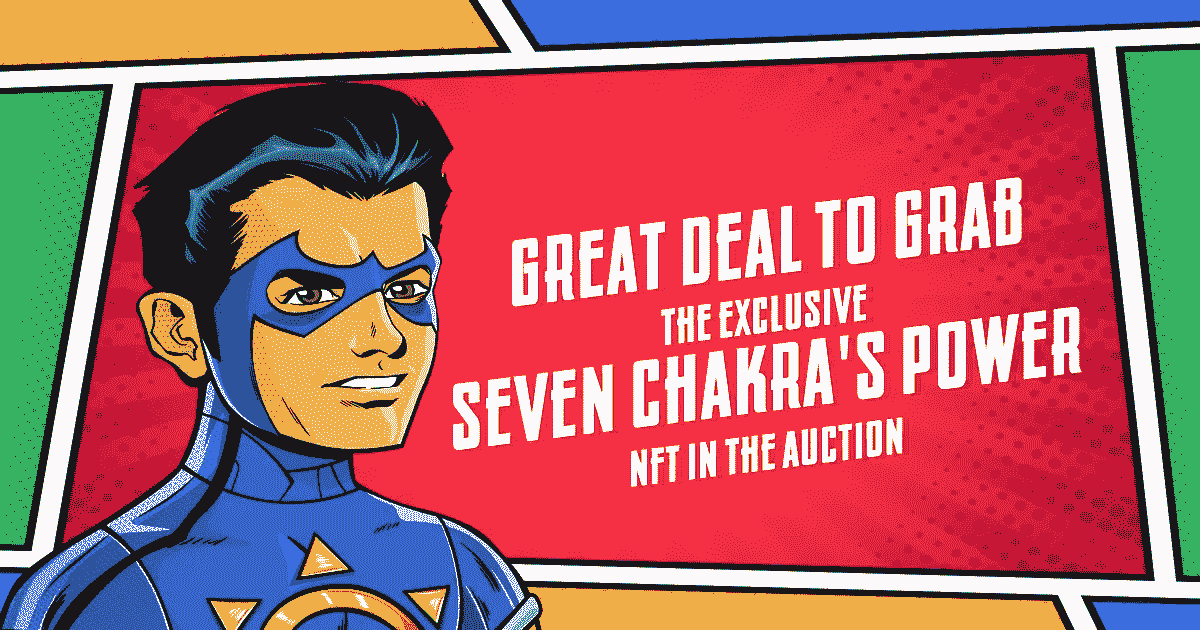 GREAT DEAL TO GRAB
THE EXCLUSIVE
SEVEN CHAKRA'S POWER
NFT IN THE AUCTION